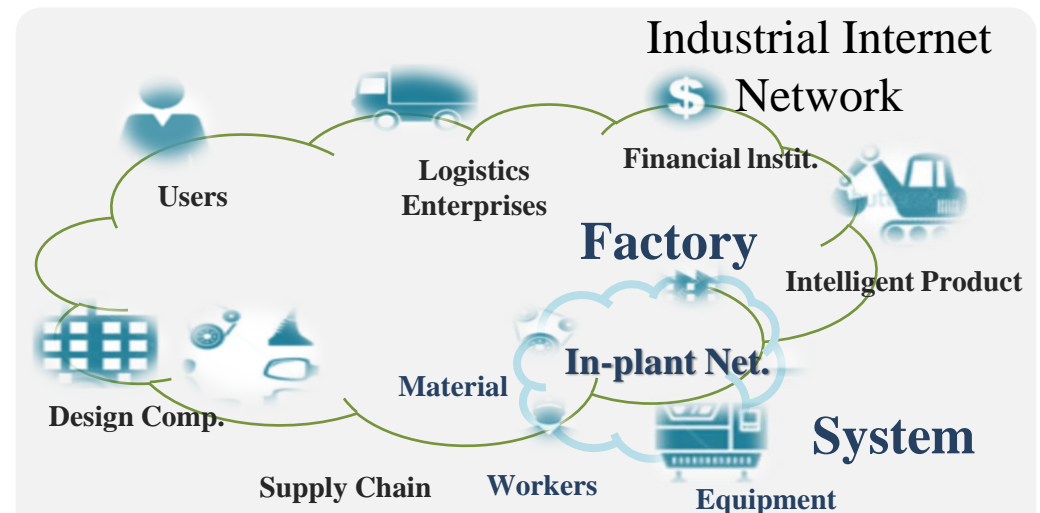 Industrial Internet
Network
Users
Logistics
Enterprises
Financial lnstit.
Factory
Intelligent Product
In-plant Net.
Material
Design Comp.
System
Supply Chain
Workers
Equipment
$